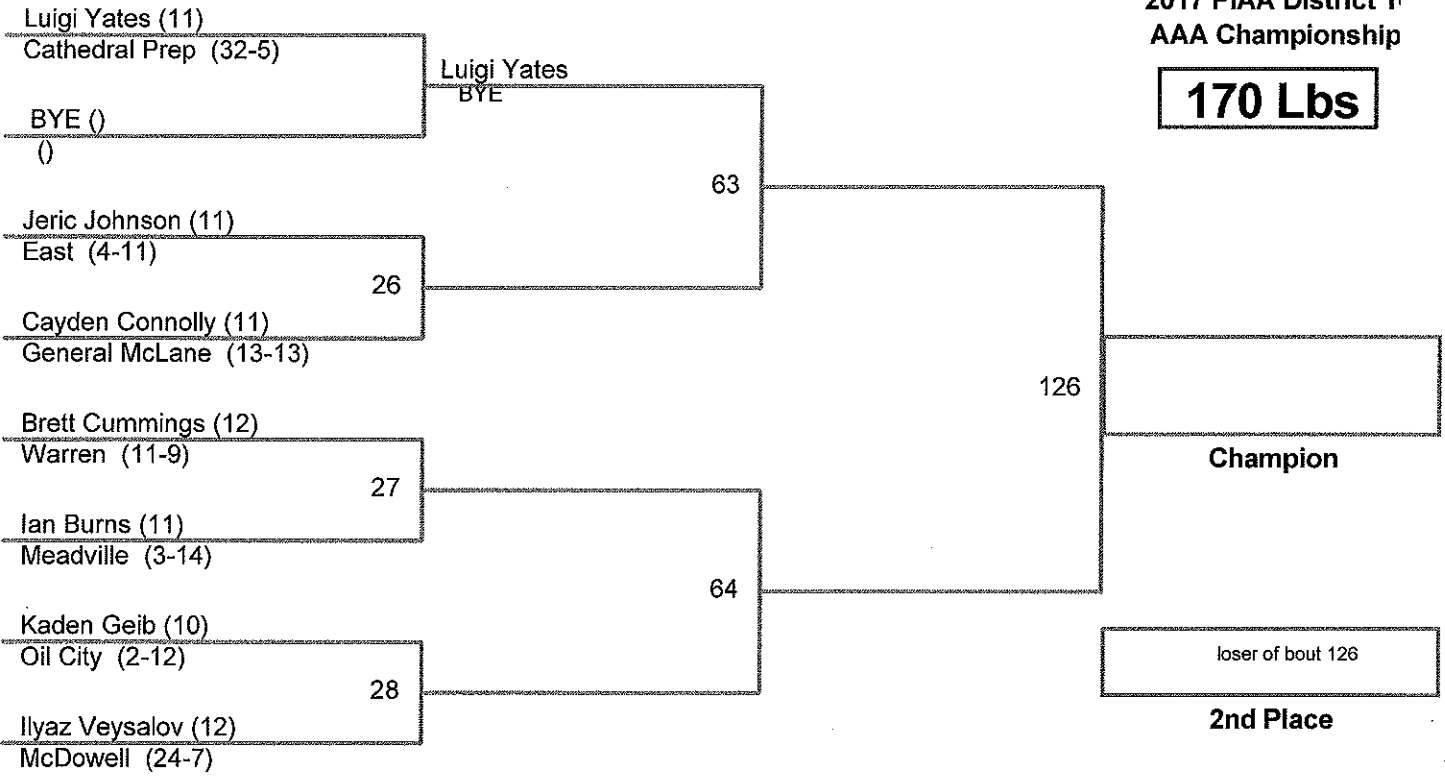 2017 PIAA District
AAA Championship
170 Lbs
Luigi Yates (11)
Cathedral Prep (32-5)
BYE ()
()
Luigi Yates
BYE
63
Jeric Johnson (11)
East (4-11)
26
Cayden Connolly (11)
General McLane (13-13)
126
Champion
Brett Cummings (12)
Warren (11-9)
27
Ian Burns (11)
Meadville (3-14)
64
Kaden Geib (10)
Oil City (2-12)
28
Ilyaz Veysalov (12)
McDowell (24-7)
loser of bout 126
2nd Place